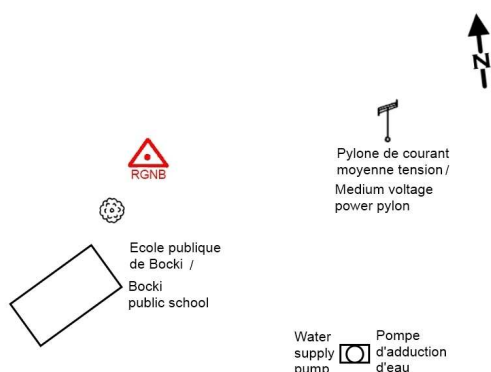 N
Pylone de courant
moyenne tension /
Medium voltage
power pylon
RGNB
Ecole publique
de Bocki /
Bocki
public school
Water
supply
pump
Pompe
d'adduction
d'eau